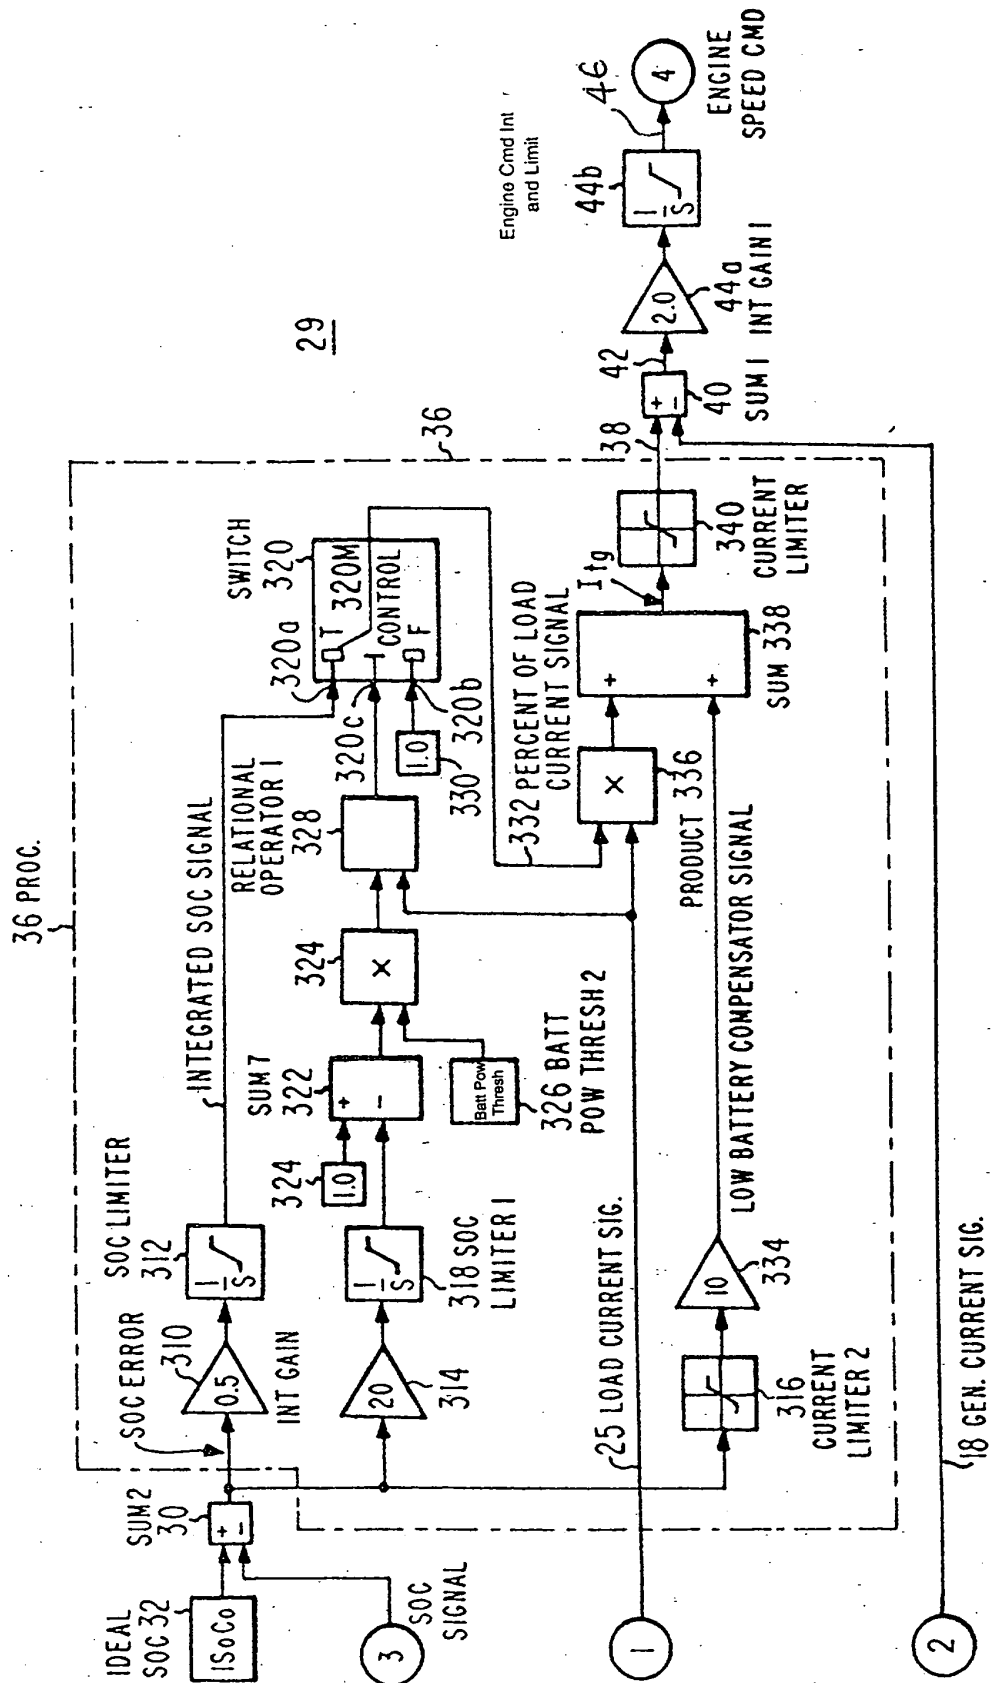 36 PROC.
36
29
IDEAL
SOC 32
ISoCo
3
SOC
SIGNAL
SUM2
30
+
-
SOC ERROR
310
0.5
INT GAIN
SOC LIMITER
312
1
S
INTEGRATED SOC SIGNAL
20
314
1
S
318 SOC
LIMITER 1
324
1.0
SUM 7
322
+
-
Batt Pow
Thresh
326 BATT
POW THRESH 2
324
X
RELATIONAL
OPERATOR 1
328
SWITCH
320
320a
320M
T
CONTROL
F
320c
320b
1.0
330
332 PERCENT OF LOAD
CURRENT SIGNAL
X
PRODUCT 336
1
25 LOAD CURRENT SIG.
316
CURRENT
LIMITER 2
10
334
LOW BATTERY COMPENSATOR SIGNAL
+
+
SUM 338
Itg
340
CURRENT
LIMITER
38
+
-
40
SUM 1
42
2.0
44a
INT GAIN 1
1
S
44b
Engine Cmd Int
and Limit
46
4
ENGINE
SPEED CMD
2
18 GEN. CURRENT SIG.